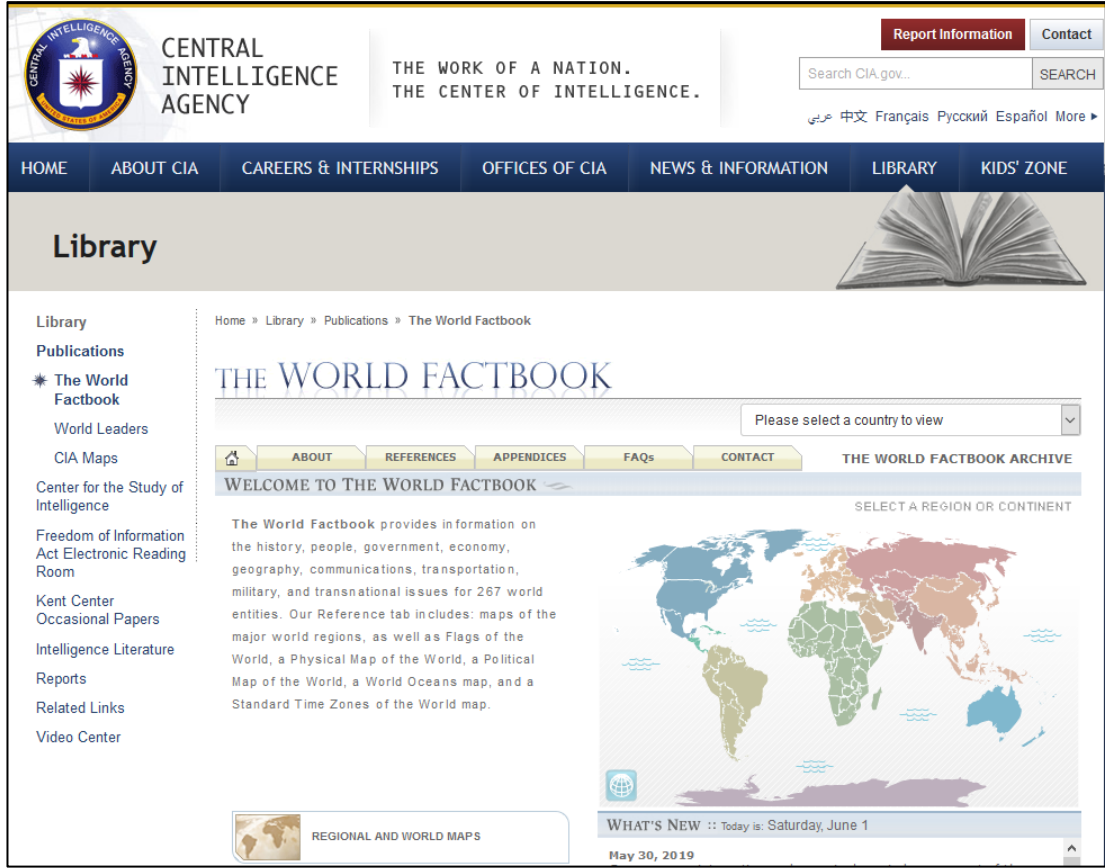 CENTRAL INTELLIGENCE AGENCY
UNITED STATES OF AMERICA
CENTRAL
INTELLIGENCE
AGENCY
THE WORK OF A NATION.
THE CENTER OF INTELLIGENCE.
Report Information
Contact
Search CIA.gov...
SEARCH
عربي 中文 Français Русский Español More ▸
HOME ABOUT CIA CAREERS & INTERNSHIPS OFFICES OF CIA NEWS & INFORMATION LIBRARY KIDS' ZONE
Library
Library
Publications
The World
Factbook
World Leaders
CIA Maps
Center for the Study of
Intelligence
Freedom of Information
Act Electronic Reading
Room
Kent Center
Occasional Papers
Intelligence Literature
Reports
Related Links
Video Center
Home » Library » Publications » The World Factbook
THE WORLD FACTBOOK
Please select a country to view
ABOUT REFERENCES APPENDICES FAQs CONTACT
THE WORLD FACTBOOK ARCHIVE
WELCOME TO THE WORLD FACTBOOK
The World Factbook provides information on
the history, people, government, economy,
geography, communications, transportation,
military, and transnational issues for 267 world
entities. Our Reference tab includes: maps of the
major world regions, as well as Flags of the
World, a Physical Map of the World, a Political
Map of the World, a World Oceans map, and a
Standard Time Zones of the World map.
SELECT A REGION OR CONTINENT
REGIONAL AND WORLD MAPS
WHAT'S NEW :: Today is: Saturday, June 1
May 30, 2019